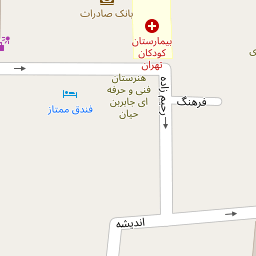 بانک صادرات
بیمارستان
کودکان
تهران
ی
هنرستان
فنی و حرفه
ای جابربن
حیان
رحیم زاده
فرهنگ
فندق ممتاز
اندیشه